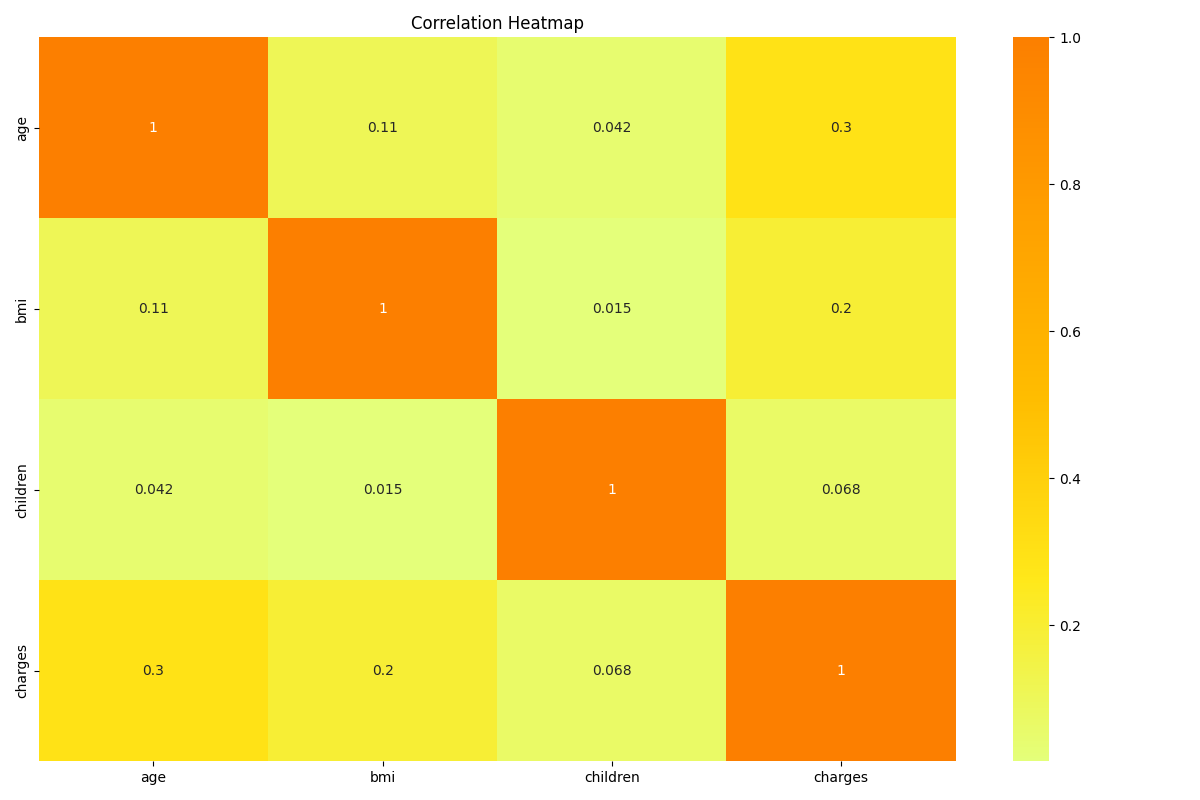 Correlation Heatmap
age 1 0.11 0.042 0.3
bmi 0.11 1 0.015 0.2
children 0.042 0.015 1 0.068
charges 0.3 0.2 0.068 1
age bmi children charges
1.0
0.8
0.6
0.4
0.2